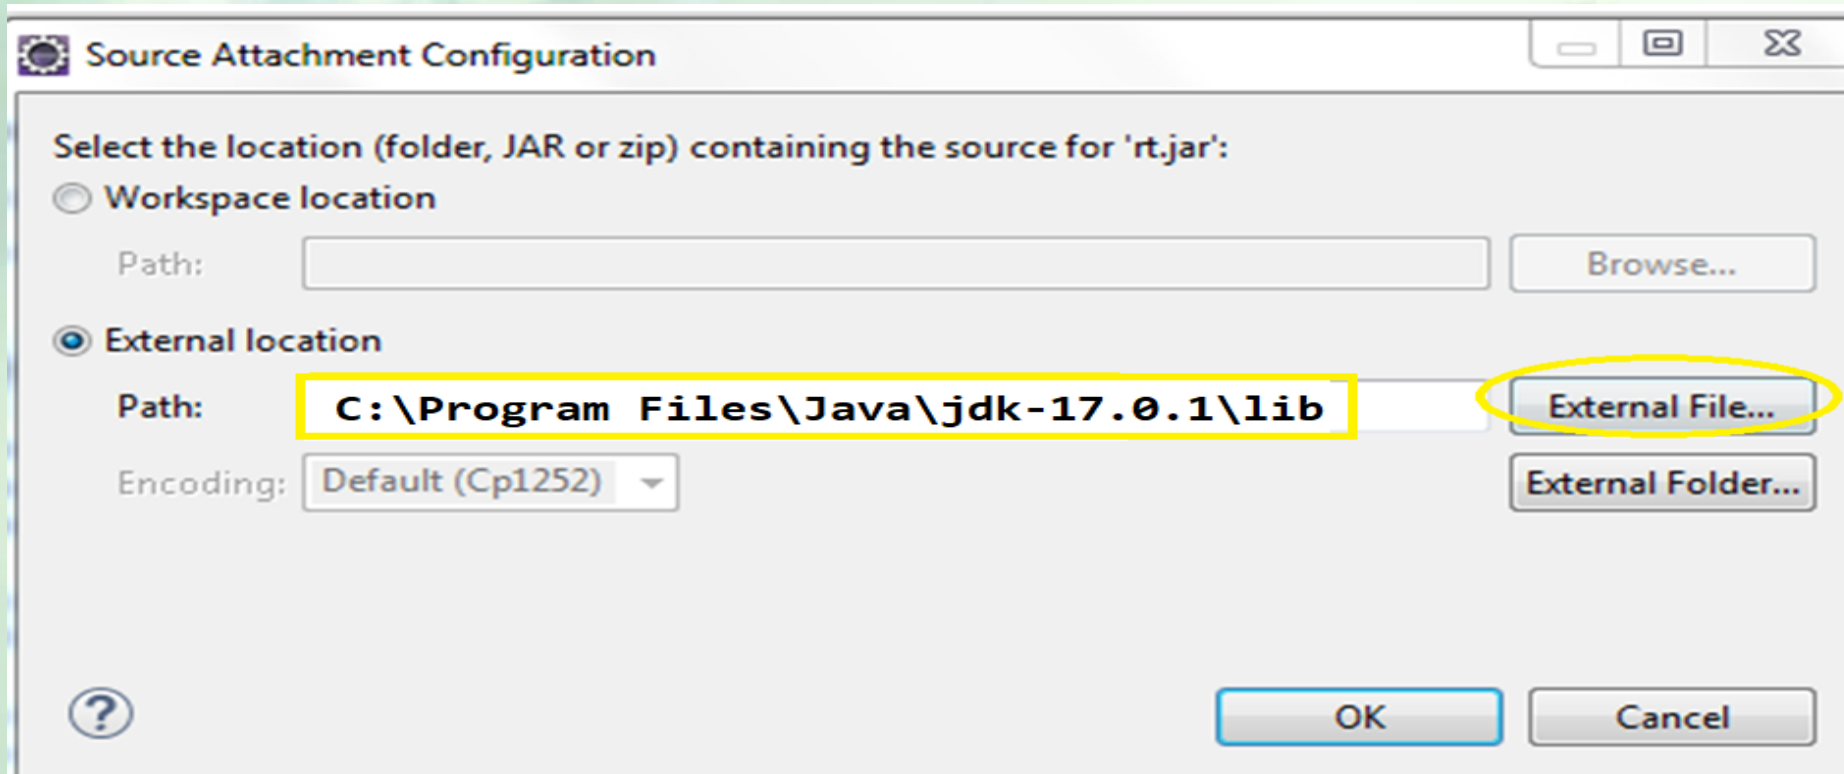 Source Attachment Configuration
Select the location (folder, JAR or zip) containing the source for 'rt.jar':
Workspace location
Path:
Browse...
External location
Path: C:\Program Files\Java\jdk-17.0.1\lib External File...
Encoding: Default (Cp1252) External Folder...
?
OK Cancel